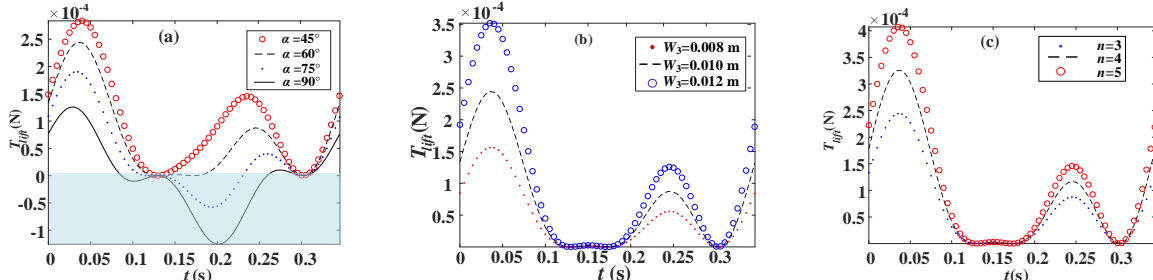 ×10⁻⁴
(a)
α=45°
α=60°
α=75°
α=90°
2.5
2
1.5
1
0.5
0
-0.5
-1
T_lift (N)
0 0.05 0.1 0.15 0.2 0.25 0.3
t (s)
×10⁻⁴
(b)
W₃=0.008 m
W₃=0.010 m
W₃=0.012 m
3.5
3
2.5
2
1.5
1
0.5
T_lift (N)
0 0.05 0.1 0.15 0.2 0.25 0.3
t (s)
×10⁻⁴
(c)
n=3
n=4
n=5
4
3.5
3
2.5
2
1.5
1
0.5
T_lift (N)
0 0.05 0.1 0.15 0.2 0.25 0.3
t (s)